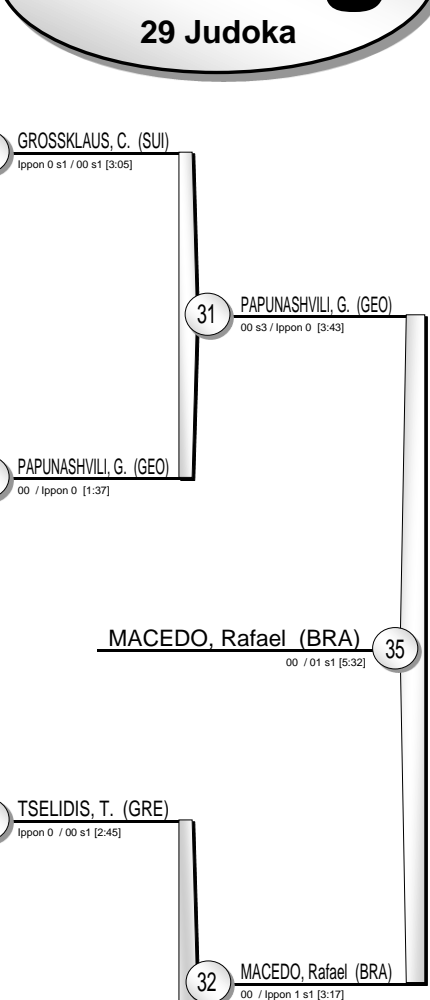 29 Judoka
GROSSKLAUS, C. (SUI)
Ippon 0 s1 / 00 s1 [3:05]
31
PAPUNASHVILI, G. (GEO)
00 s3 / Ippon 0 [3:43]
PAPUNASHVILI, G. (GEO)
00 / Ippon 0 [1:37]
MACEDO, Rafael (BRA)
35
00 / 01 s1 [5:32]
TSELIDIS, T. (GRE)
Ippon 0 / 00 s1 [2:45]
32
MACEDO, Rafael (BRA)
00 / Ippon 1 s1 [3:17]